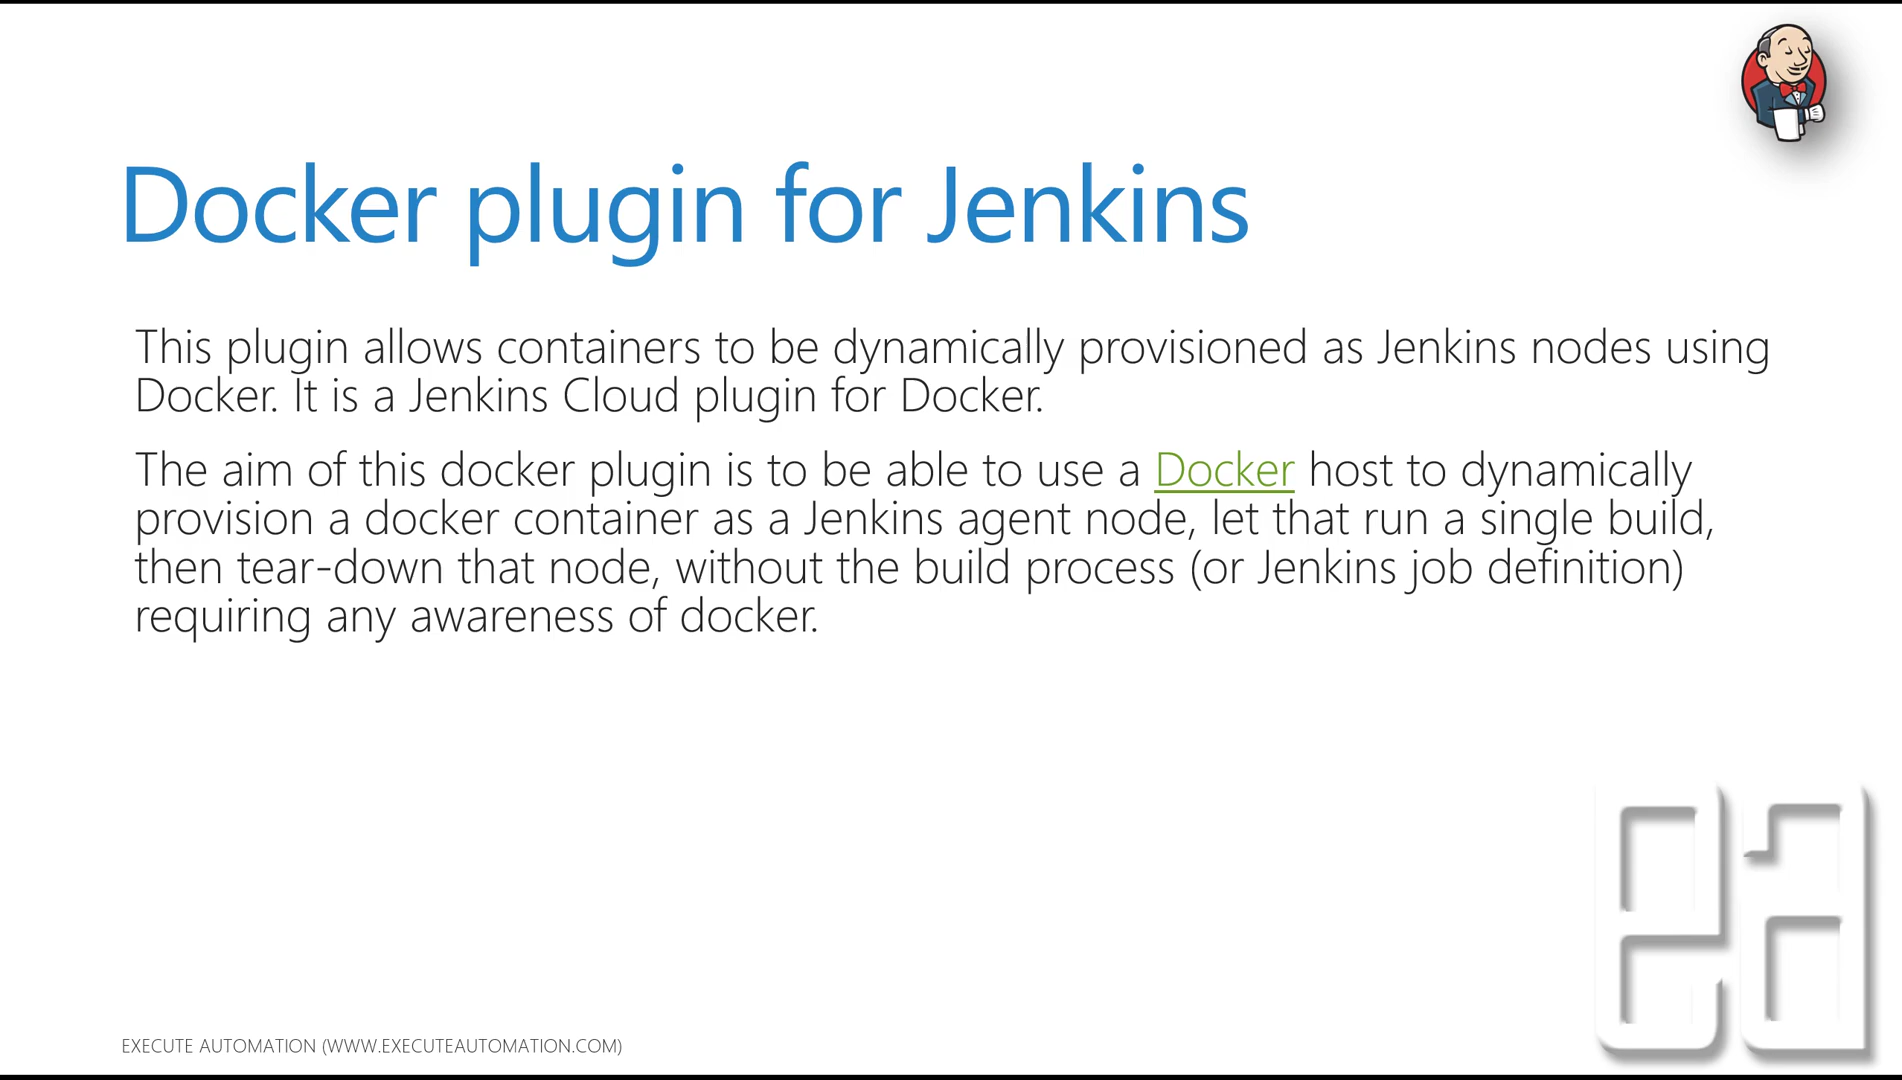 Docker plugin for Jenkins
This plugin allows containers to be dynamically provisioned as Jenkins nodes using
Docker. It is a Jenkins Cloud plugin for Docker.
The aim of this docker plugin is to be able to use a Docker host to dynamically
provision a docker container as a Jenkins agent node, let that run a single build,
then tear-down that node, without the build process (or Jenkins job definition)
requiring any awareness of docker.
ea
EXECUTE AUTOMATION (WWW.EXECUTEAUTOMATION.COM)